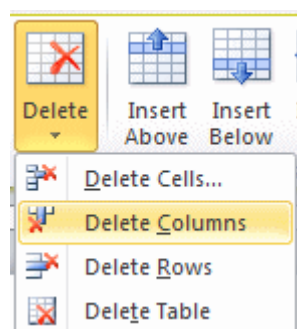 Delete
Insert Above
Insert Below
Delete Cells...
Delete Columns
Delete Rows
Delete Table